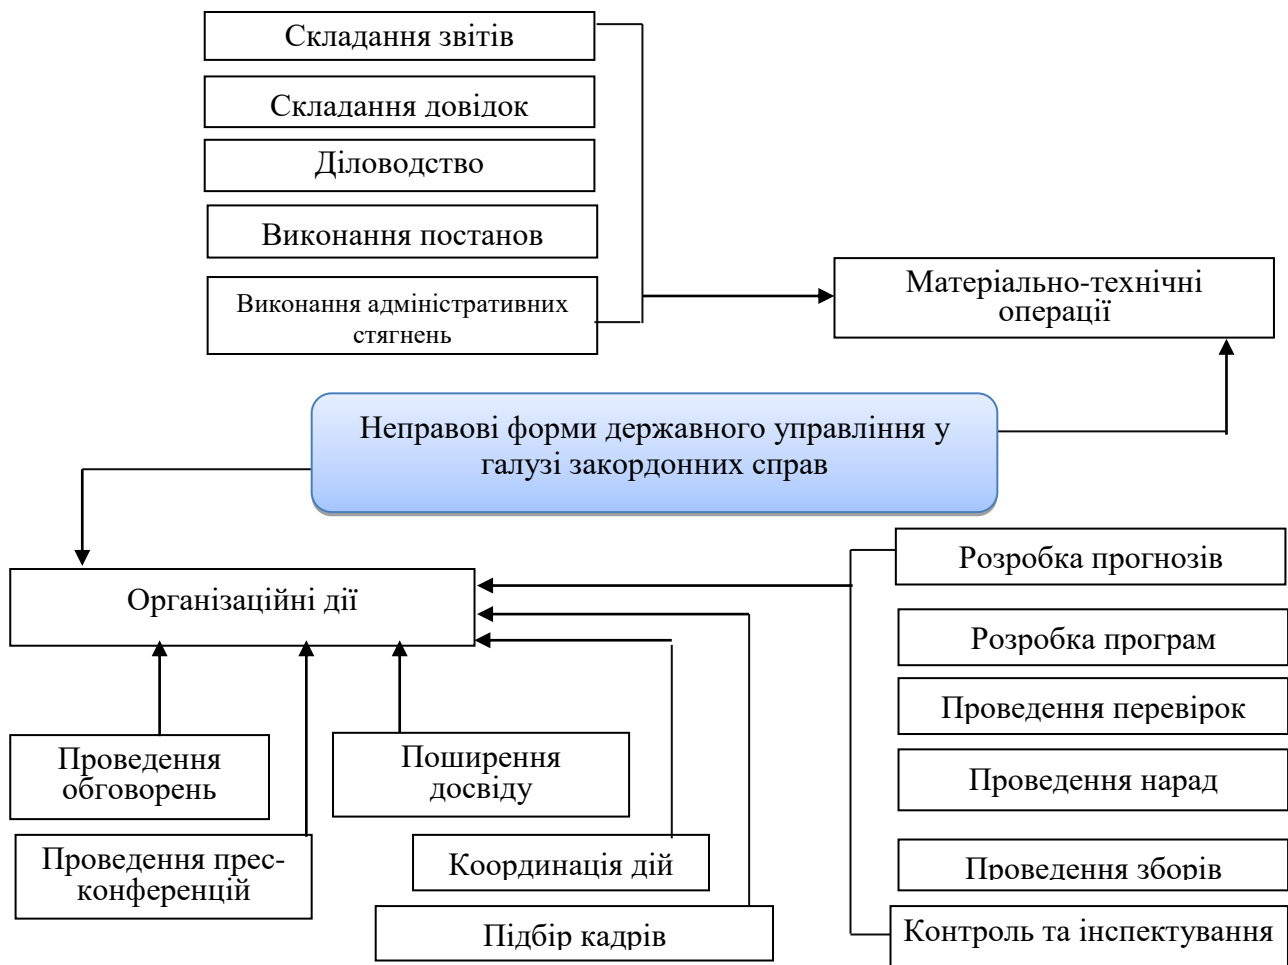 Складання звітів
Складання довідок
Діловодство
Виконання постанов
Виконання адміністративних
стягнень
Матеріально-технічні
операції
Неправові форми державного управління у
галузі закордонних справ
Організаційні дії
Розробка прогнозів
Розробка програм
Проведення перевірок
Проведення нарад
Проведення зборів
Контроль та інспектування
Проведення
обговорень
Поширення
досвіду
Проведення прес-
конференцій
Координація дій
Підбір кадрів